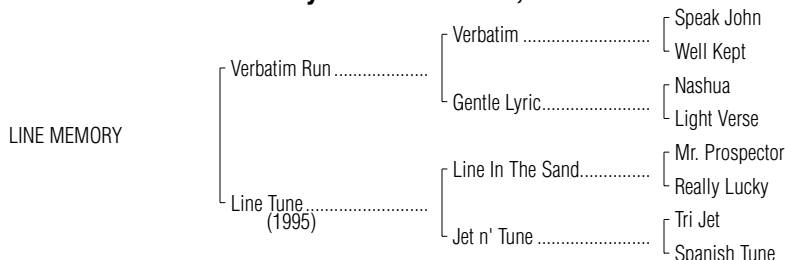 Speak John
Verbatim ...........................
Well Kept
Verbatim Run ....................
Nashua
Gentle Lyric.......................
Light Verse
LINE MEMORY
Mr. Prospector
Line In The Sand...............
Really Lucky
Line Tune..........................
(1995)
Tri Jet
Jet n' Tune ........................
Spanish Tune